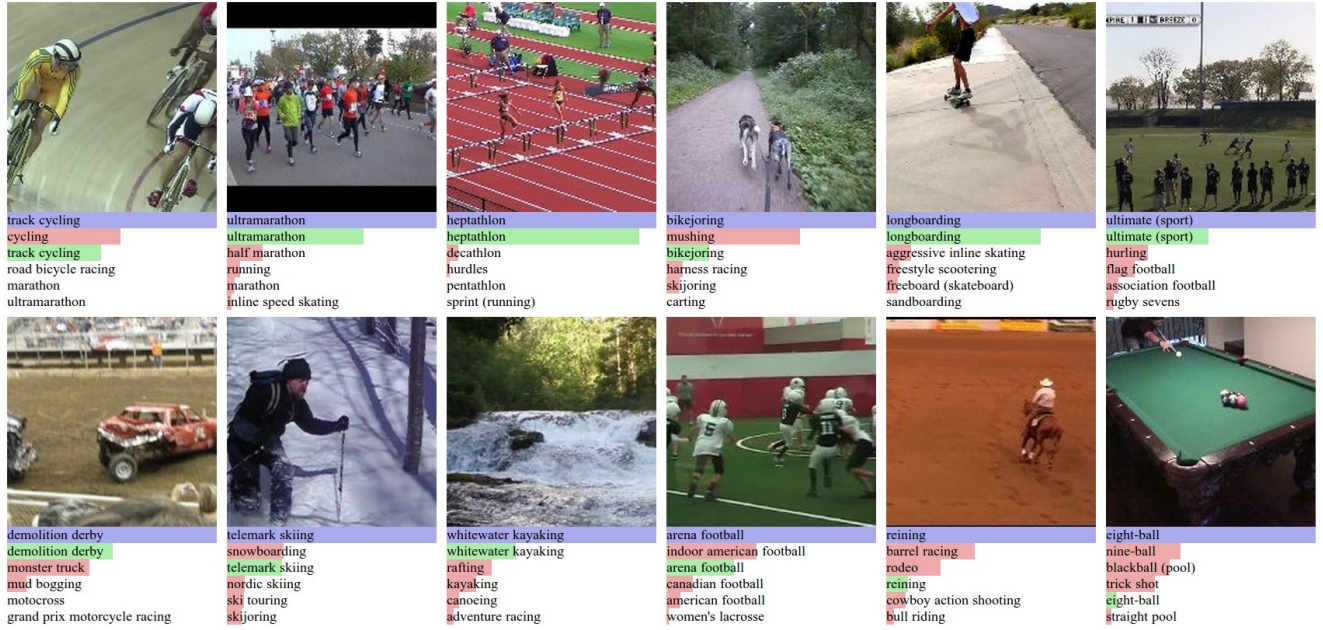 track cycling
cycling
track cycling
road bicycle racing
marathon
ultramarathon
ultramarathon
ultramarathon
half marathon
running
marathon
inline speed skating
heptathlon
heptathlon
decathlon
hurdles
pentathlon
sprint (running)
bikejoring
mushing
bikejoring
harness racing
skijoring
carting
longboarding
longboarding
aggressive inline skating
freestyle scootering
freeboard (skateboard)
sandboarding
BREEZE 0
ultimate (sport)
ultimate (sport)
hurling
flag football
association football
rugby sevens
demolition derby
demolition derby
monster truck
mud bogging
motocross
grand prix motorcycle racing
telemark skiing
snowboarding
telemark skiing
nordic skiing
ski touring
skijoring
whitewater kayaking
whitewater kayaking
rafting
kayaking
canoeing
adventure racing
5
11
arena football
indoor american football
arena football
canadian football
american football
women's lacrosse
reining
barrel racing
rodeo
reining
cowboy action shooting
bull riding
eight-ball
nine-ball
blackball (pool)
trick shot
eight-ball
straight pool